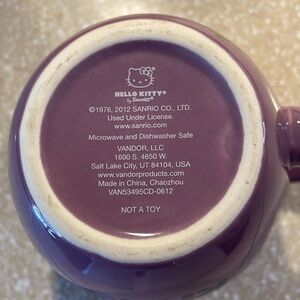 HELLO KITTY®
by Sanrio®
©1976, 2012 SANRIO CO., LTD.
Used Under License.
www.sanrio.com
Microwave and Dishwasher Safe
VANDOR, LLC
1600 S. 4650 W.
Salt Lake City, UT 84104, USA
www.vandorproducts.com
Made in China, Chaozhou
VAN53495CD-0612
NOT A TOY